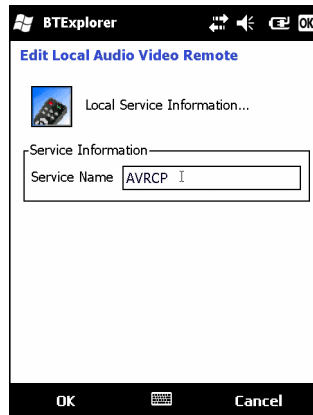 BTExplorer OK
Edit Local Audio Video Remote
Local Service Information...
Service Information
Service Name AVRCP
OK Cancel